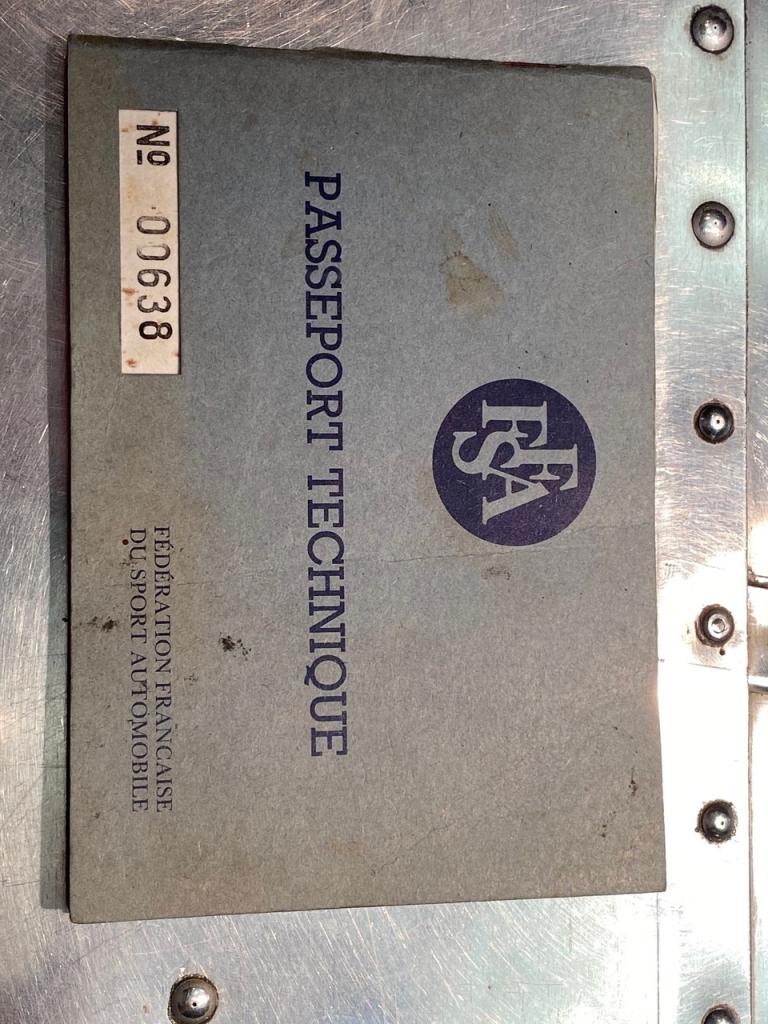 FFSA
PASSEPORT TECHNIQUE
Nº 00638
FÉDÉRATION FRANÇAISE
DU SPORT AUTOMOBILE